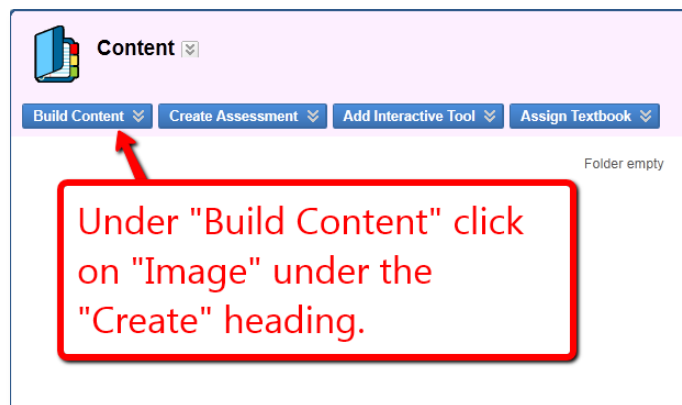 Content
Build Content Create Assessment Add Interactive Tool Assign Textbook
Folder empty
Under "Build Content" click
on "Image" under the
"Create" heading.